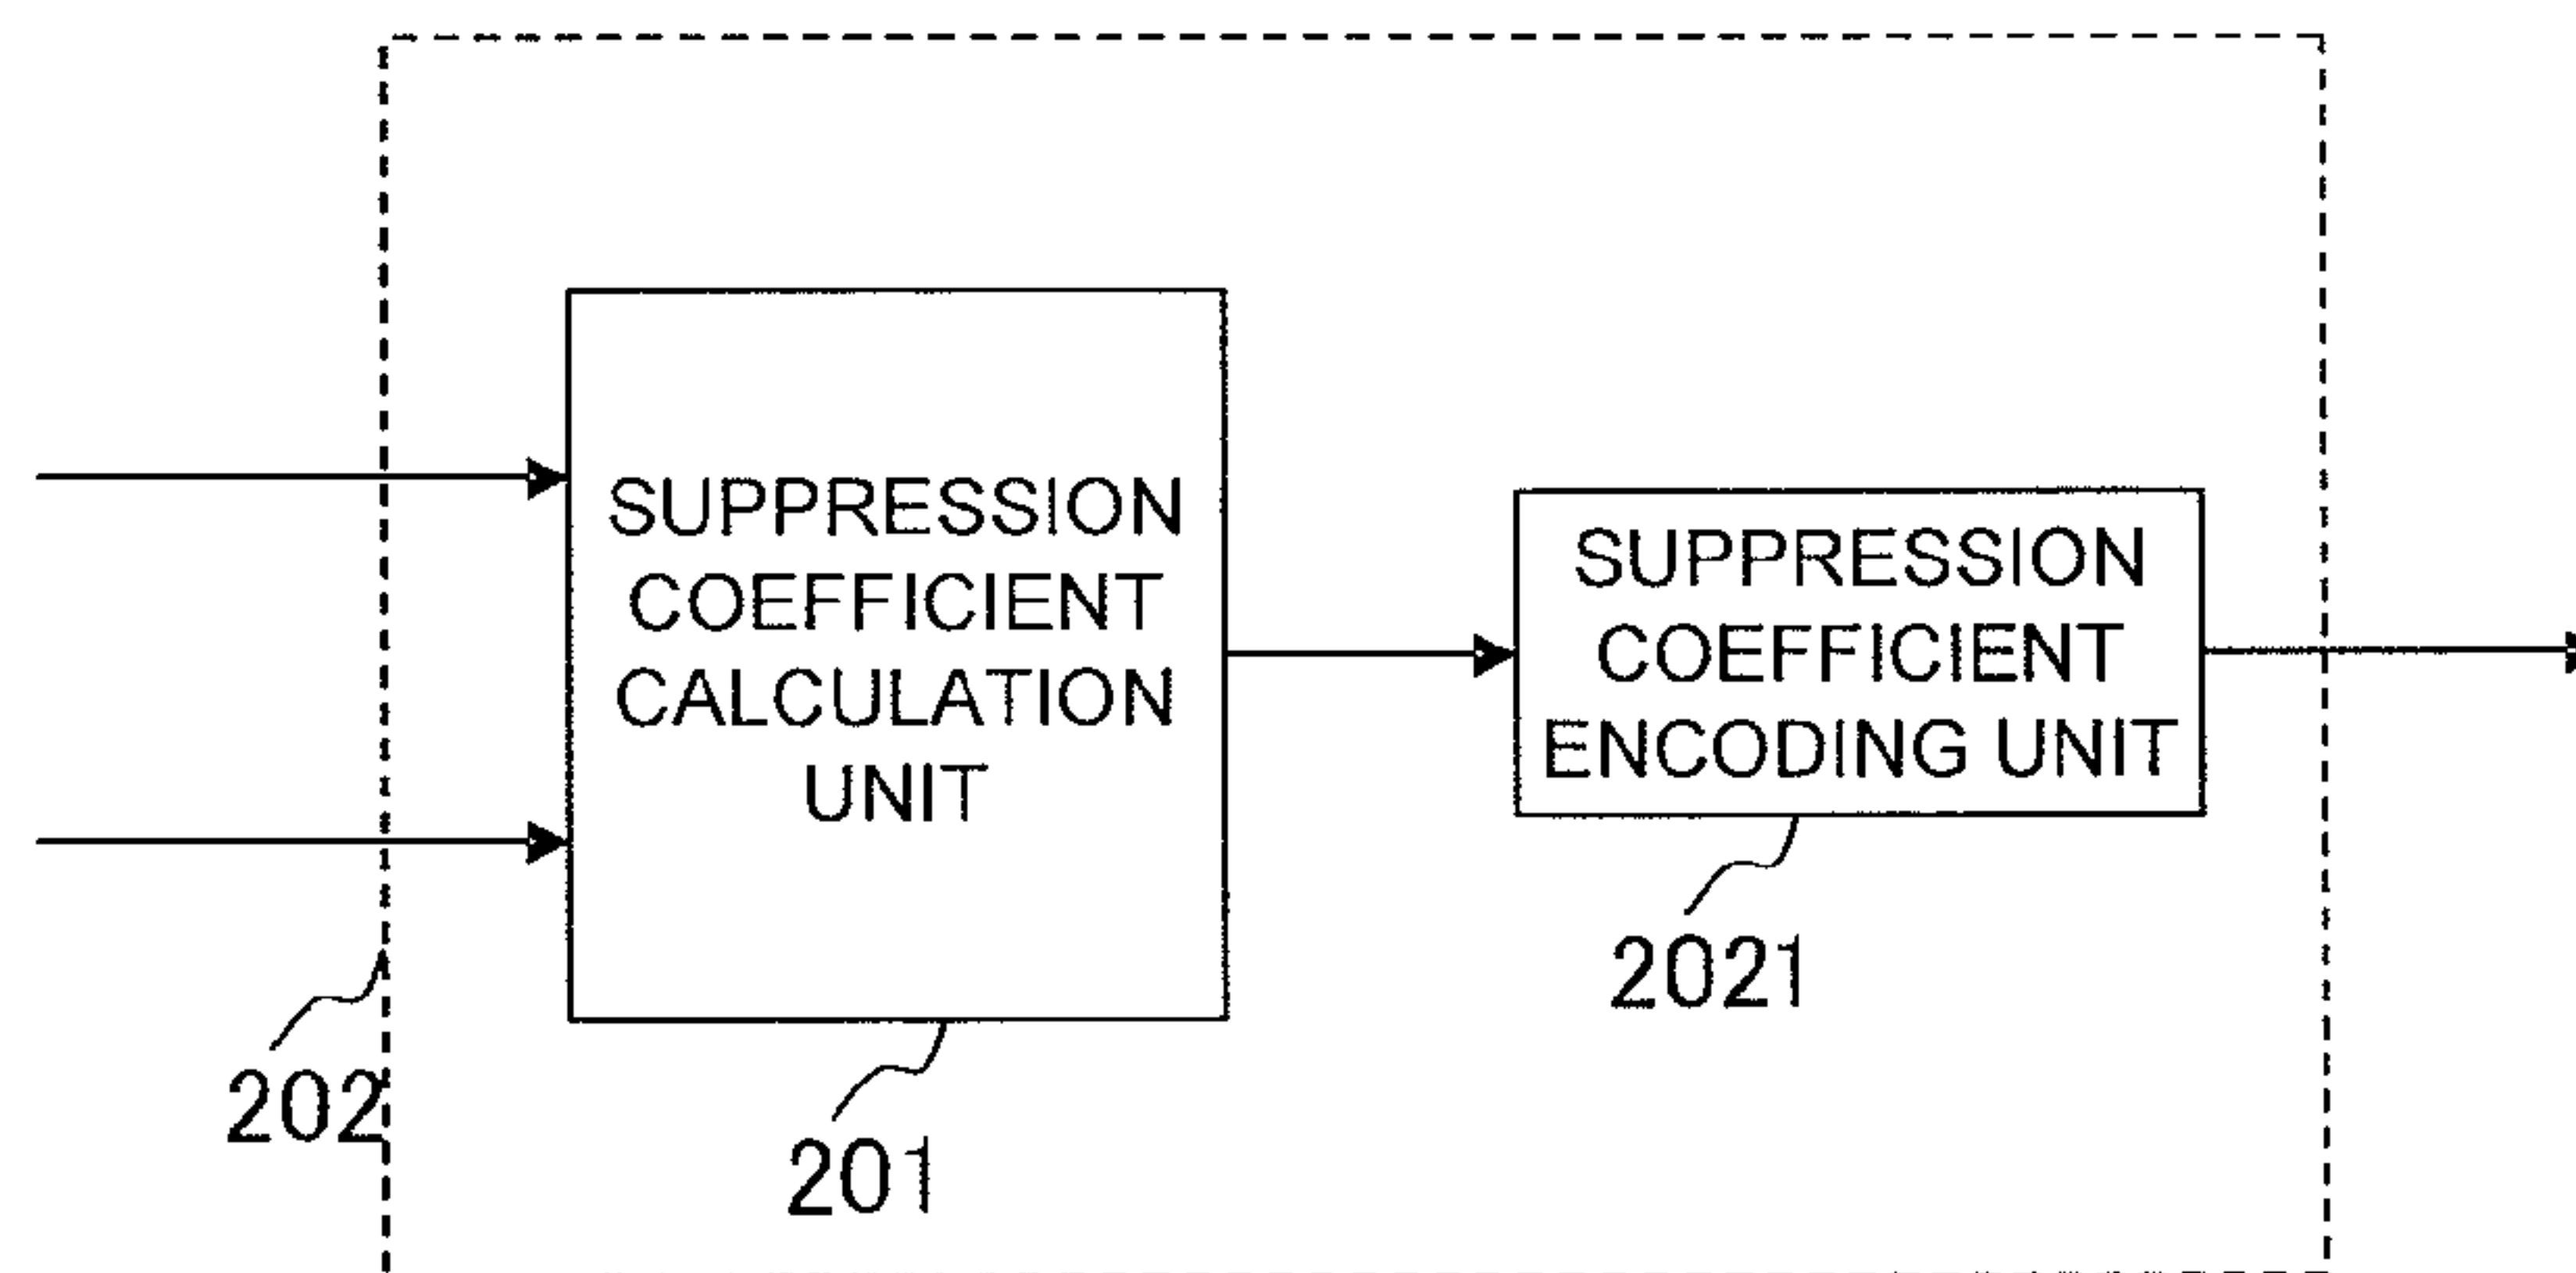 SUPPRESSION
COEFFICIENT
CALCULATION
UNIT
SUPPRESSION
COEFFICIENT
ENCODING UNIT
2021
202
201